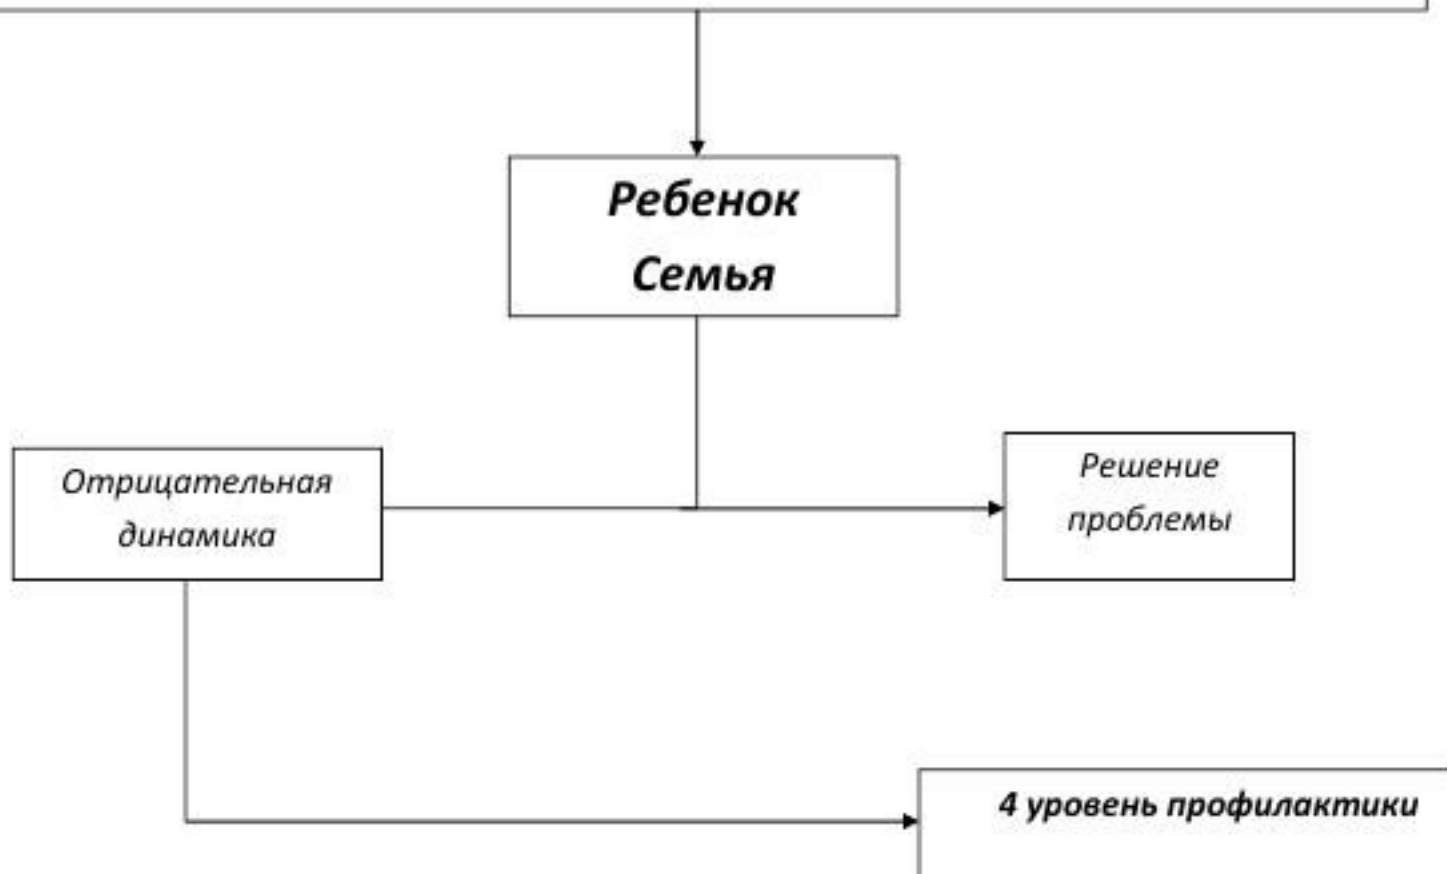 Ребенок
Семья
Отрицательная
динамика
Решение
проблемы
4 уровень профилактики